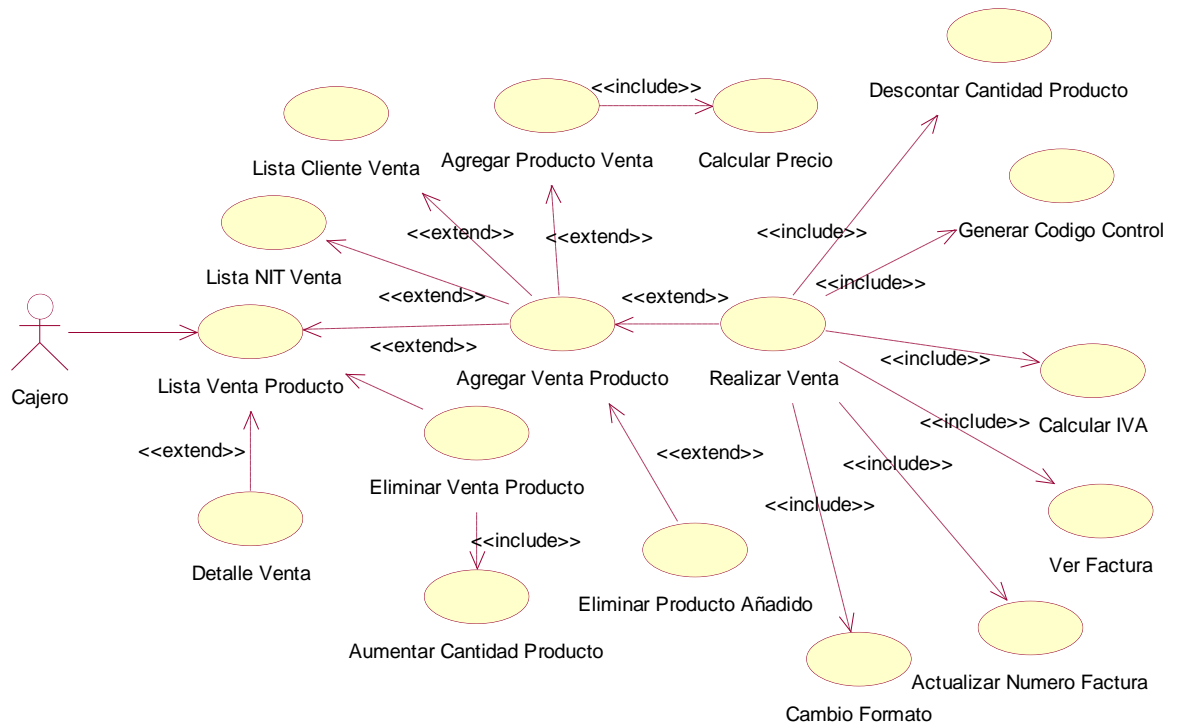 Descontar Cantidad Producto
<<include>>
Lista Cliente Venta
Agregar Producto Venta
Calcular Precio
<<extend>>
<<extend>>
<<include>>
Generar Codigo Control
Lista NIT Venta
<<extend>>
<<extend>>
<<include>>
<<extend>>
<<include>>
Cajero
Lista Venta Producto
Agregar Venta Producto
Realizar Venta
Calcular IVA
<<extend>>
<<extend>>
<<include>>
<<include>>
Eliminar Venta Producto
<<include>>
<<include>>
Ver Factura
Detalle Venta
Eliminar Producto Añadido
Aumentar Cantidad Producto
Actualizar Numero Factura
Cambio Formato